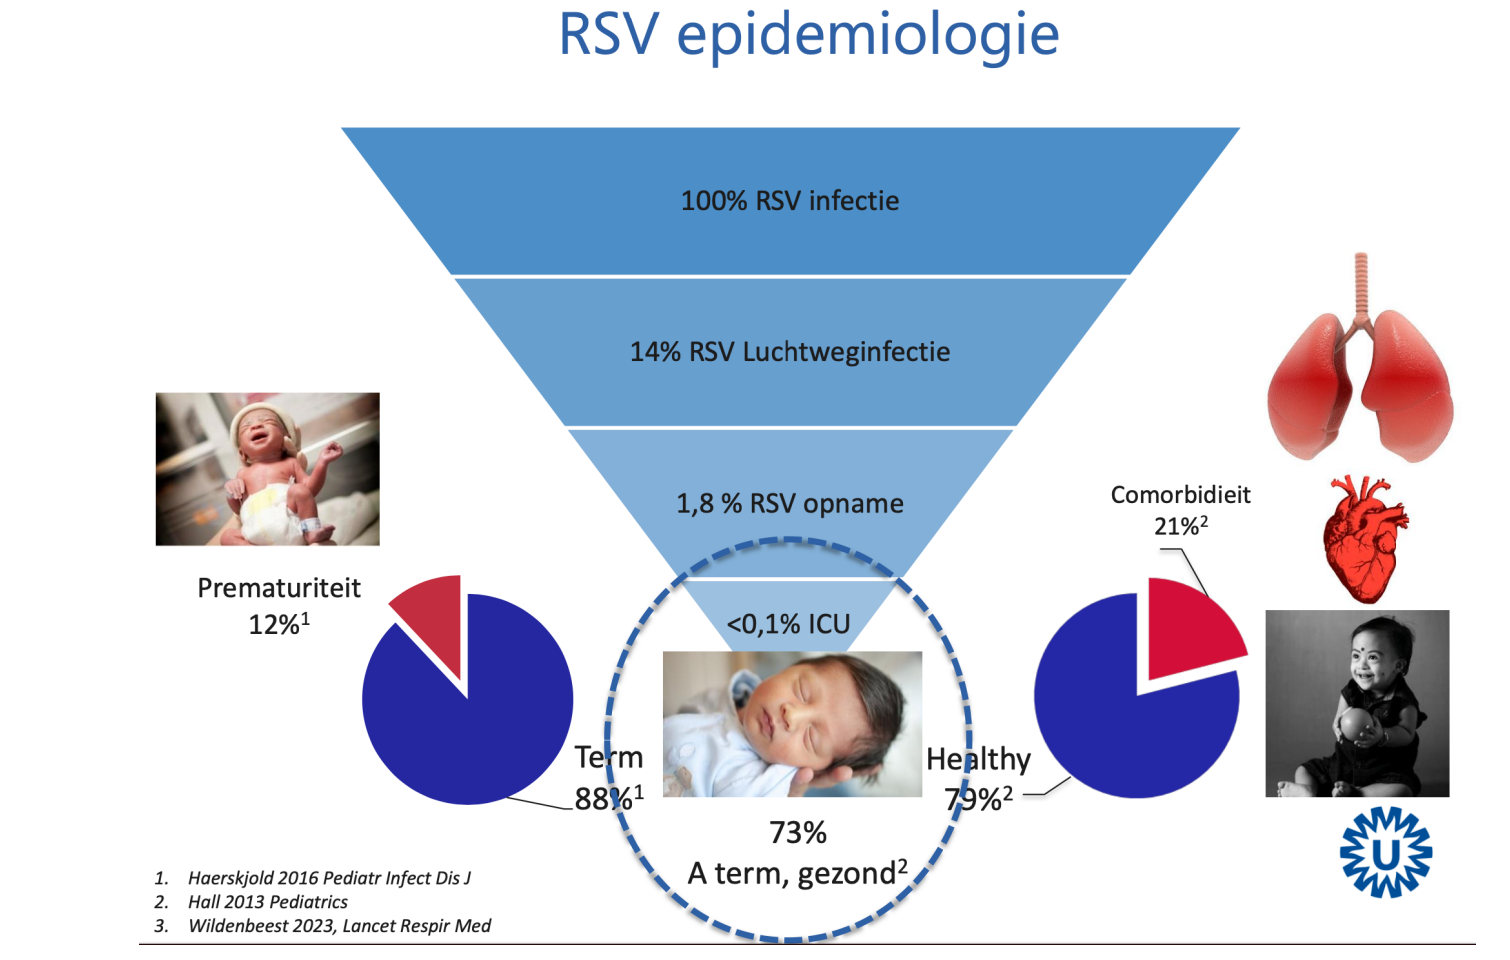 RSV epidemiologie
100% RSV infectie
14% RSV Luchtweginfectie
1,8 % RSV opname
<0,1% ICU
Prematuriteit
12%1
Term
88%1
Comorbidieit
21%2
Healthy
79%2
73%
A term, gezond2
1. Haerskjold 2016 Pediatr Infect Dis J
2. Hall 2013 Pediatrics
3. Wildenbeest 2023, Lancet Respir Med
U